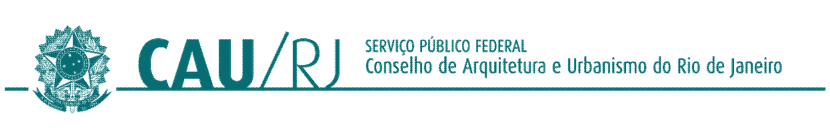 CAU/RJ
SERVIÇO PÚBLICO FEDERAL
Conselho de Arquitetura e Urbanismo do Rio de Janeiro